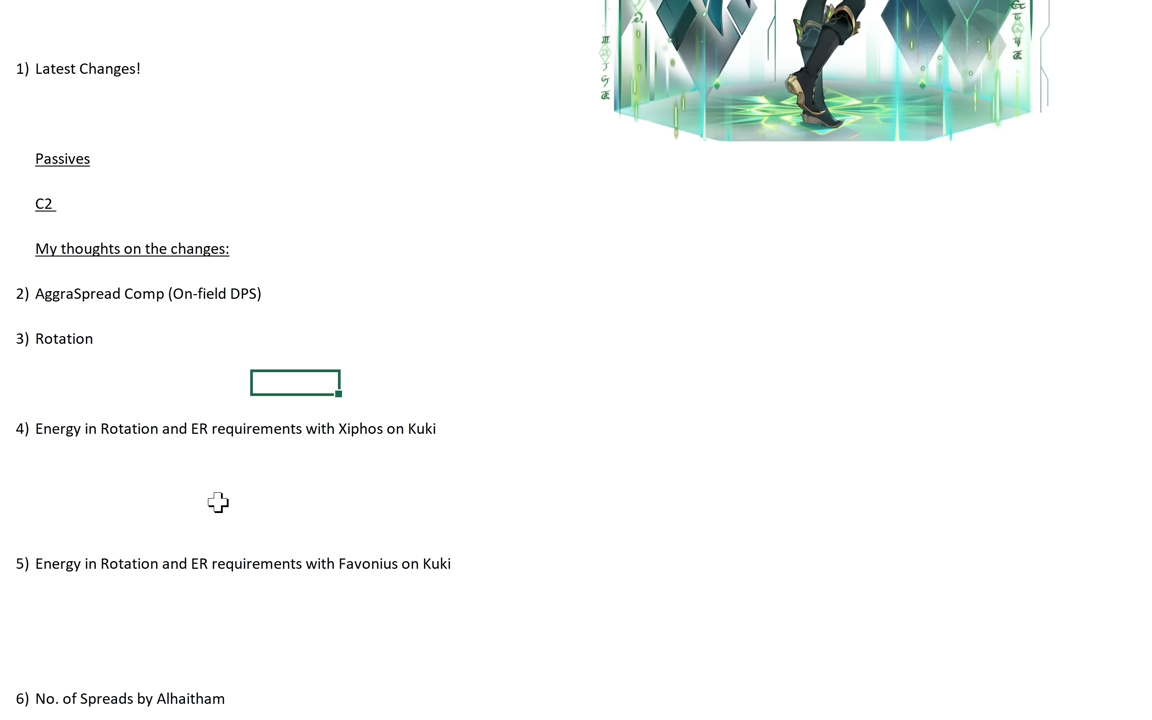 1) Latest Changes!
Passives
C2
My thoughts on the changes:
2) AggraSpread Comp (On-field DPS)
3) Rotation
4) Energy in Rotation and ER requirements with Xiphos on Kuki
5) Energy in Rotation and ER requirements with Favonius on Kuki
6) No. of Spreads by Alhaitham